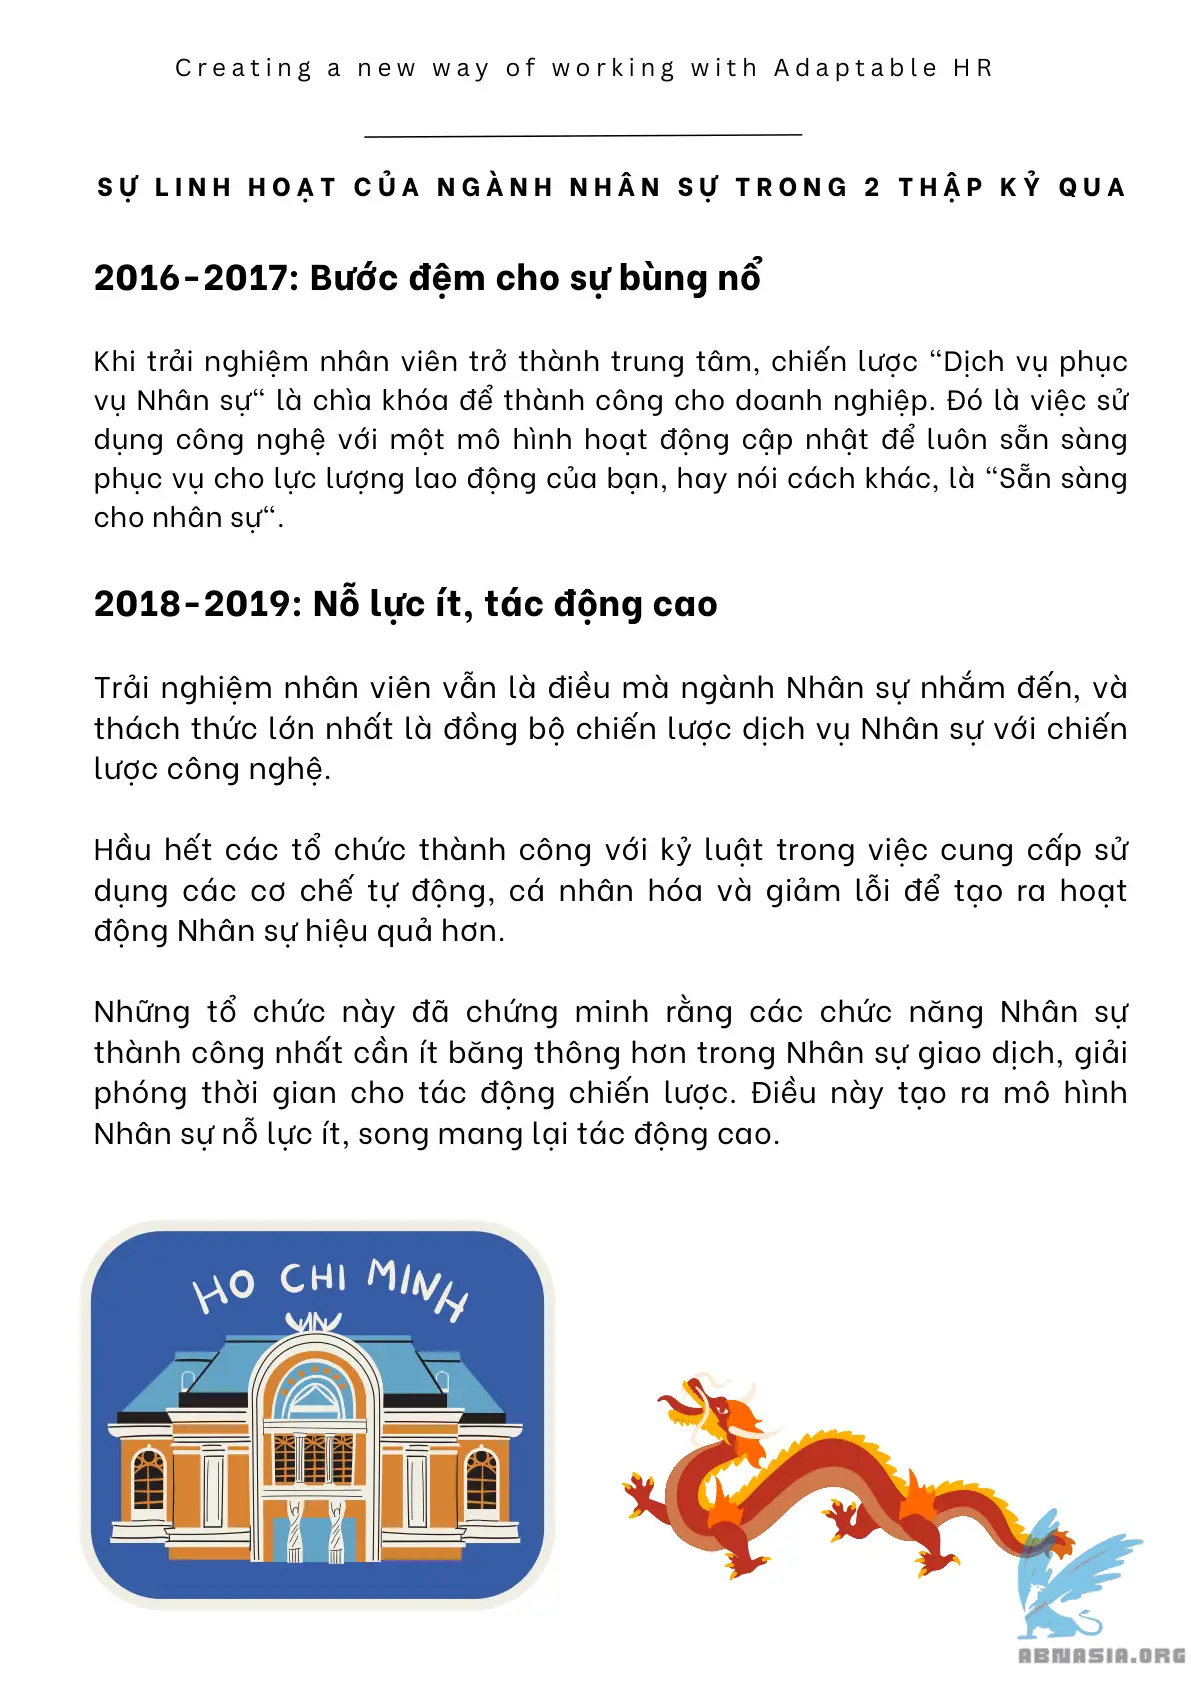 Creating a new way of working with Adaptable HR
SỰ LINH HOẠT CỦA NGÀNH NHÂN SỰ TRONG 2 THẬP KỶ QUA
2016-2017: Bước đệm cho sự bùng nổ
Khi trải nghiệm nhân viên trở thành trung tâm, chiến lược “Dịch vụ phục
vụ Nhân sự“ là chìa khóa để thành công cho doanh nghiệp. Đó là việc sử
dụng công nghệ với một mô hình hoạt động cập nhật để luôn sẵn sàng
phục vụ cho lực lượng lao động của bạn, hay nói cách khác, là “Sẵn sàng
cho nhân sự“.
2018-2019: Nỗ lực ít, tác động cao
Trải nghiệm nhân viên vẫn là điều mà ngành Nhân sự nhắm đến, và
thách thức lớn nhất là đồng bộ chiến lược dịch vụ Nhân sự với chiến
lược công nghệ.
Hầu hết các tổ chức thành công với kỷ luật trong việc cung cấp sử
dụng các cơ chế tự động, cá nhân hóa và giảm lỗi để tạo ra hoạt
động Nhân sự hiệu quả hơn.
Những tổ chức này đã chứng minh rằng các chức năng Nhân sự
thành công nhất cần ít băng thông hơn trong Nhân sự giao dịch, giải
phóng thời gian cho tác động chiến lược. Điều này tạo ra mô hình
Nhân sự nỗ lực ít, song mang lại tác động cao.
HO CHI MINH
ABNASIA.ORG